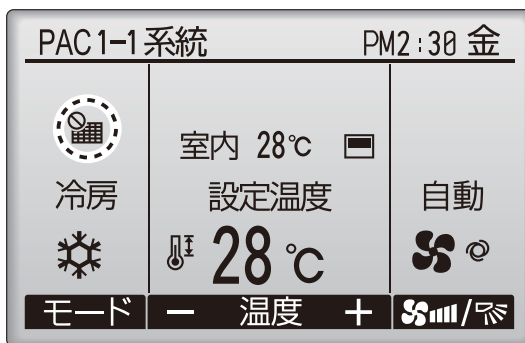 PAC1-1系統 PM2:30 金
室内 28℃
冷房 設定温度 自動
28℃
モード － 温度 ＋ /